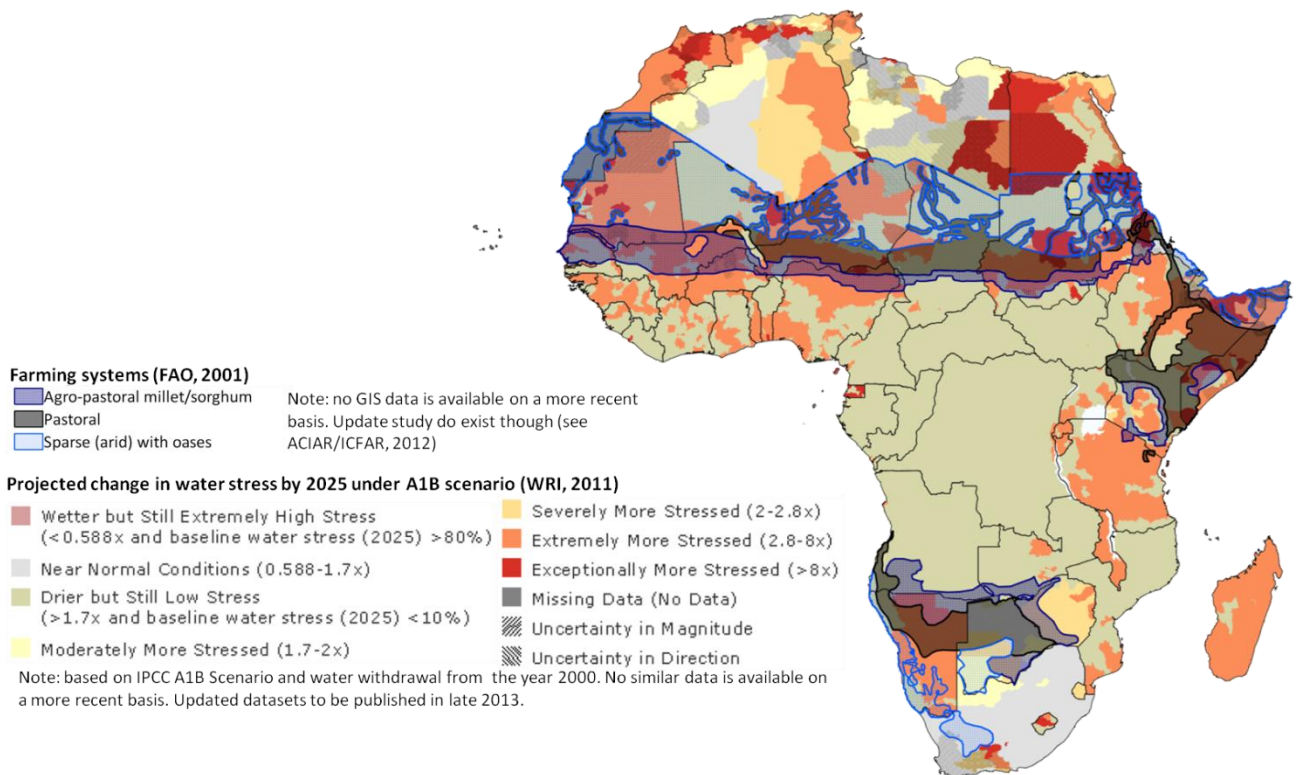 Farming systems (FAO, 2001)
Agro-pastoral millet/sorghum
Pastoral
Sparse (arid) with oases
Note: no GIS data is available on a more recent
basis. Update study do exist though (see
ACIAR/ICFAR, 2012)
Projected change in water stress by 2025 under A1B scenario (WRI, 2011)
Wetter but Still Extremely High Stress
(<0.588x and baseline water stress (2025) >80%)
Near Normal Conditions (0.588-1.7x)
Drier but Still Low Stress
(>1.7x and baseline water stress (2025) <10%)
Moderately More Stressed (1.7-2x)
Severely More Stressed (2-2.8x)
Extremely More Stressed (2.8-8x)
Exceptionally More Stressed (>8x)
Missing Data (No Data)
Uncertainty in Magnitude
Uncertainty in Direction
Note: based on IPCC A1B Scenario and water withdrawal from the year 2000. No similar data is available on
a more recent basis. Updated datasets to be published in late 2013.